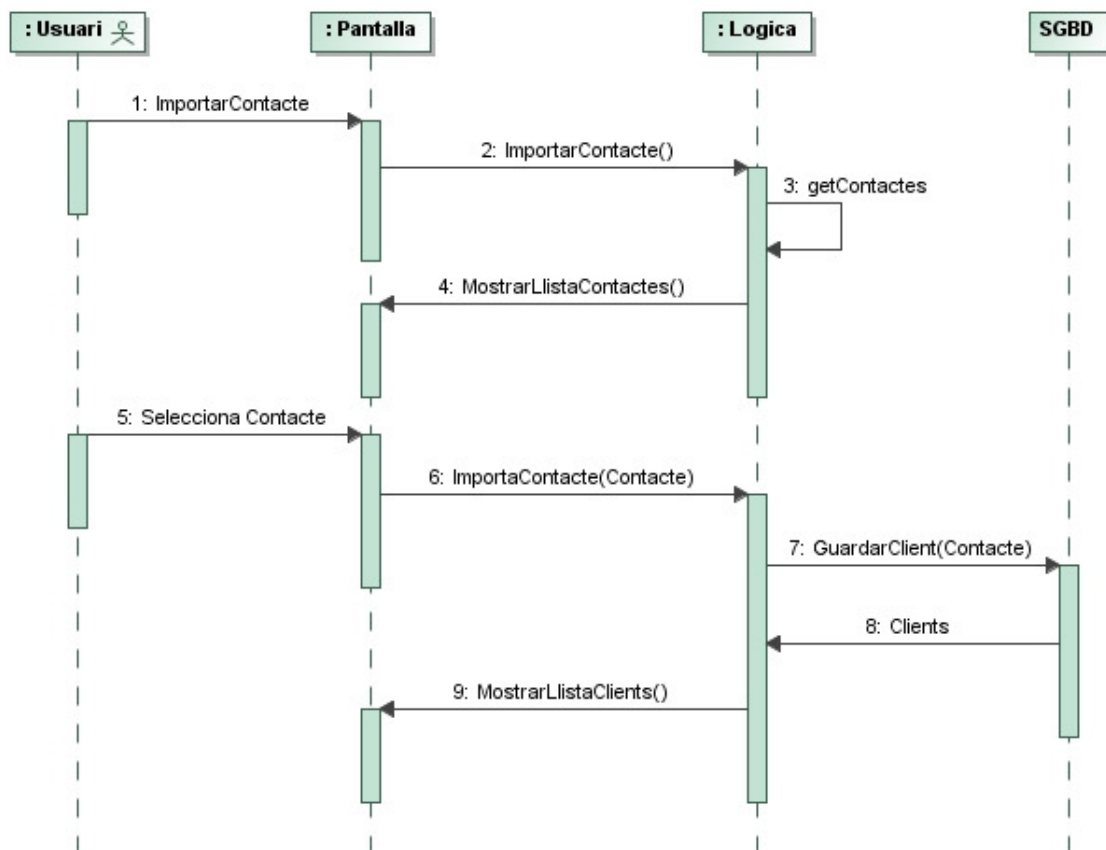 : Usuari
: Pantalla
: Logica
SGBD
1: ImportarContacte
2: ImportarContacte()
3: getContactes
4: MostrarLlistaContactes()
5: Selecciona Contacte
6: ImportaContacte(Contacte)
7: GuardarClient(Contacte)
8: Clients
9: MostrarLlistaClients()